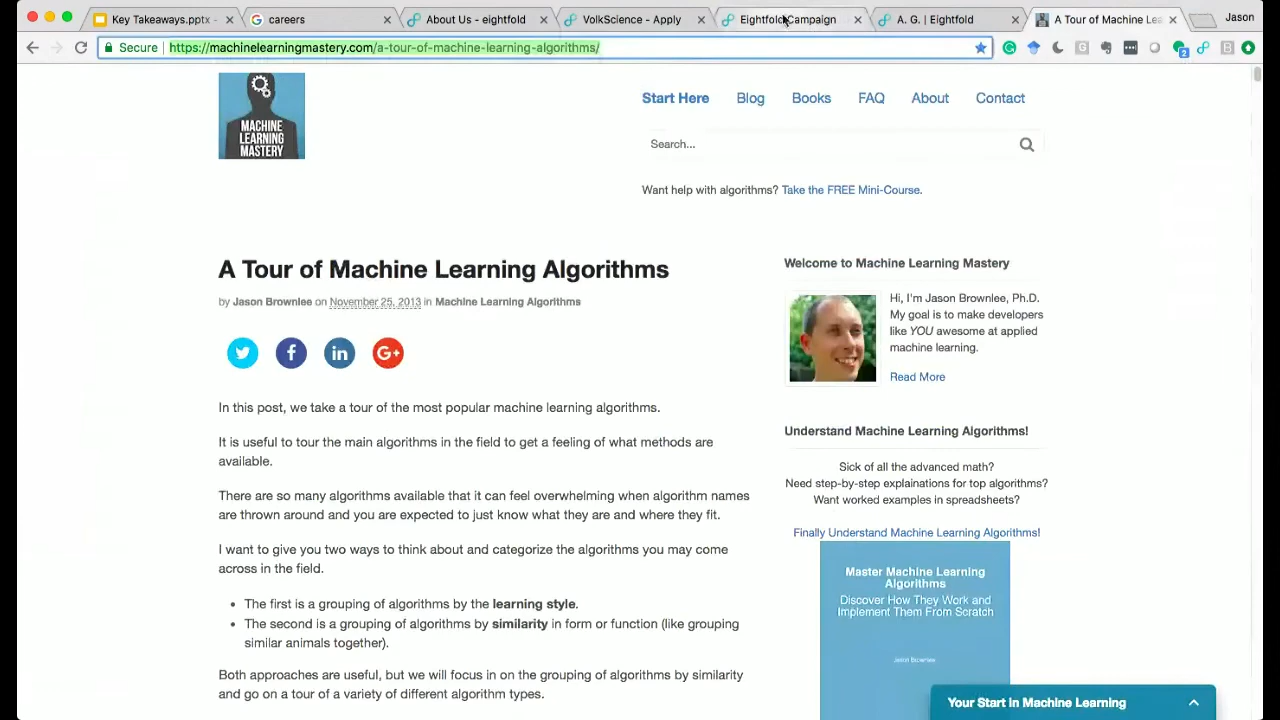 Key Takeaways.pptx -
careers
About Us - eightfold
VolkScience - Apply
Eightfold Campaign
A. G. | Eightfold
A Tour of Machine Lea
Jason
Secure
https://machinelearningmastery.com/a-tour-of-machine-learning-algorithms/
MACHINE
LEARNING
MASTERY
Start Here
Blog
Books
FAQ
About
Contact
Search...
Want help with algorithms? Take the FREE Mini-Course.
A Tour of Machine Learning Algorithms
by Jason Brownlee on November 25, 2013 in Machine Learning Algorithms
In this post, we take a tour of the most popular machine learning algorithms.
It is useful to tour the main algorithms in the field to get a feeling of what methods are
available.
There are so many algorithms available that it can feel overwhelming when algorithm names
are thrown around and you are expected to just know what they are and where they fit.
I want to give you two ways to think about and categorize the algorithms you may come
across in the field.
• The first is a grouping of algorithms by the learning style.
• The second is a grouping of algorithms by similarity in form or function (like grouping
similar animals together).
Both approaches are useful, but we will focus in on the grouping of algorithms by similarity
and go on a tour of a variety of different algorithm types.
Welcome to Machine Learning Mastery
Hi, I'm Jason Brownlee, Ph.D.
My goal is to make developers
like YOU awesome at applied
machine learning.
Read More
Understand Machine Learning Algorithms!
Sick of all the advanced math?
Need step-by-step explainations for top algorithms?
Want worked examples in spreadsheets?
Finally Understand Machine Learning Algorithms!
Master Machine Learning
Algorithms
Discover How They Work and
Implement Them From Scratch
Jason Brownlee
Your Start in Machine Learning